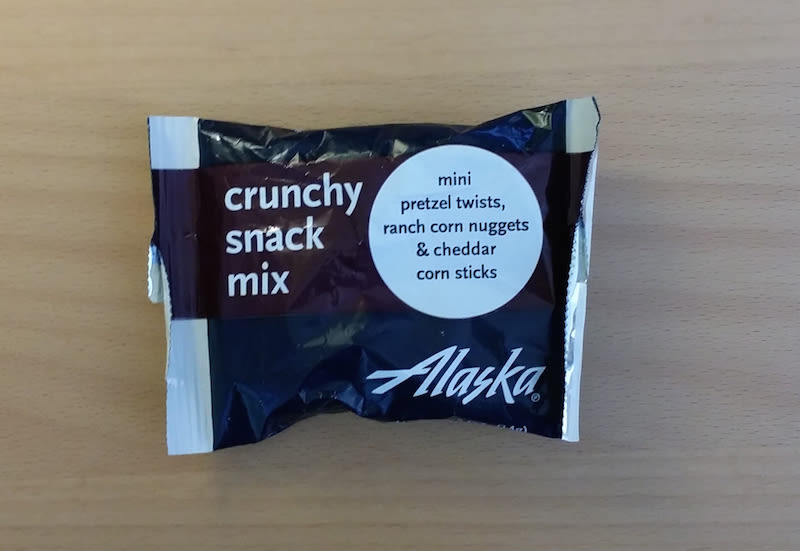 crunchy
snack
mix
mini
pretzel twists,
ranch corn nuggets
& cheddar
corn sticks
Alaska®